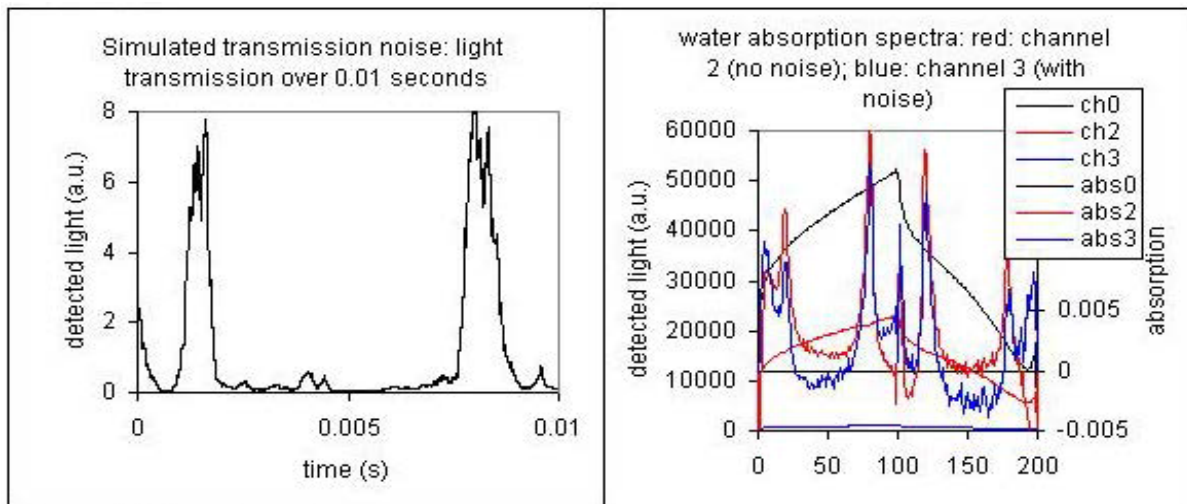 Simulated transmission noise: light
transmission over 0.01 seconds
8
6
4
2
0
detected light (a.u.)
0
0.005
0.01
time (s)
water absorption spectra: red: channel
2 (no noise); blue: channel 3 (with
noise)
ch0
ch2
ch3
abs0
abs2
abs3
60000
50000
40000
30000
20000
10000
0
detected light (a.u.)
0.005
0
-0.005
absorption
0
50
100
150
200